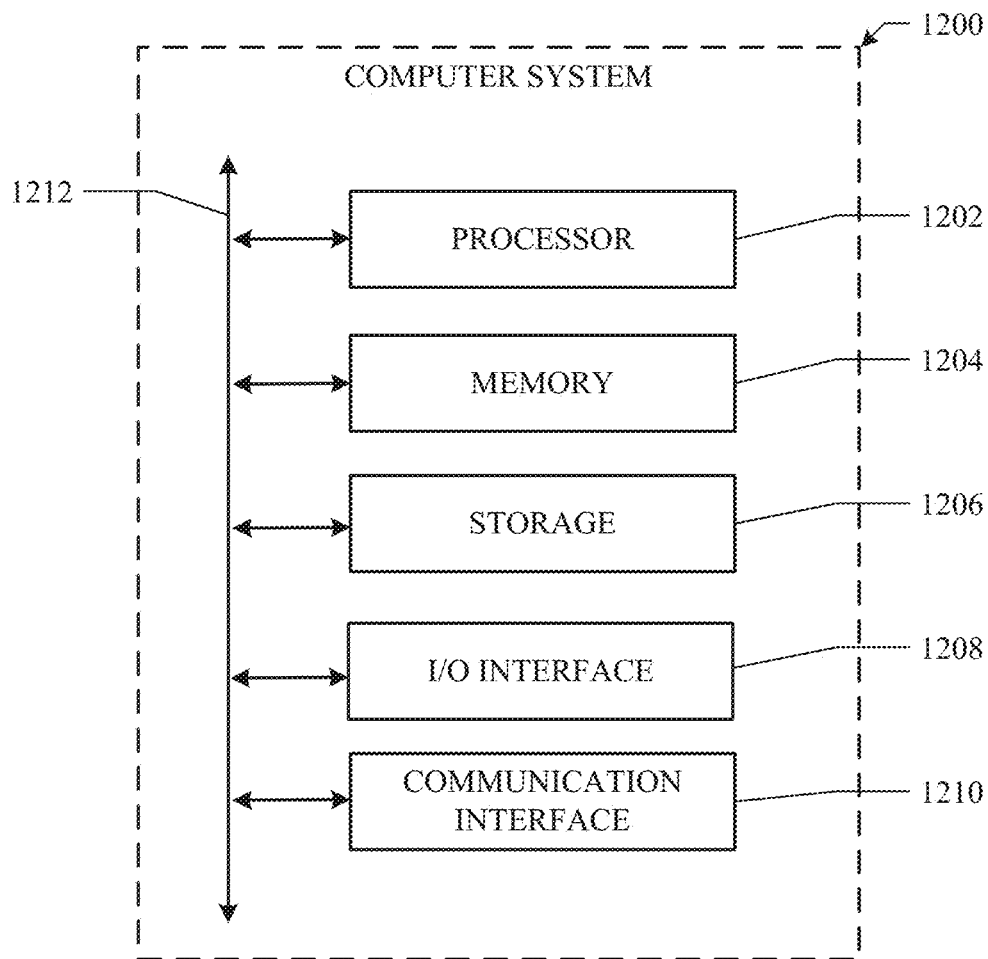 1200
COMPUTER SYSTEM
1212
PROCESSOR
1202
MEMORY
1204
STORAGE
1206
I/O INTERFACE
1208
COMMUNICATION
INTERFACE
1210